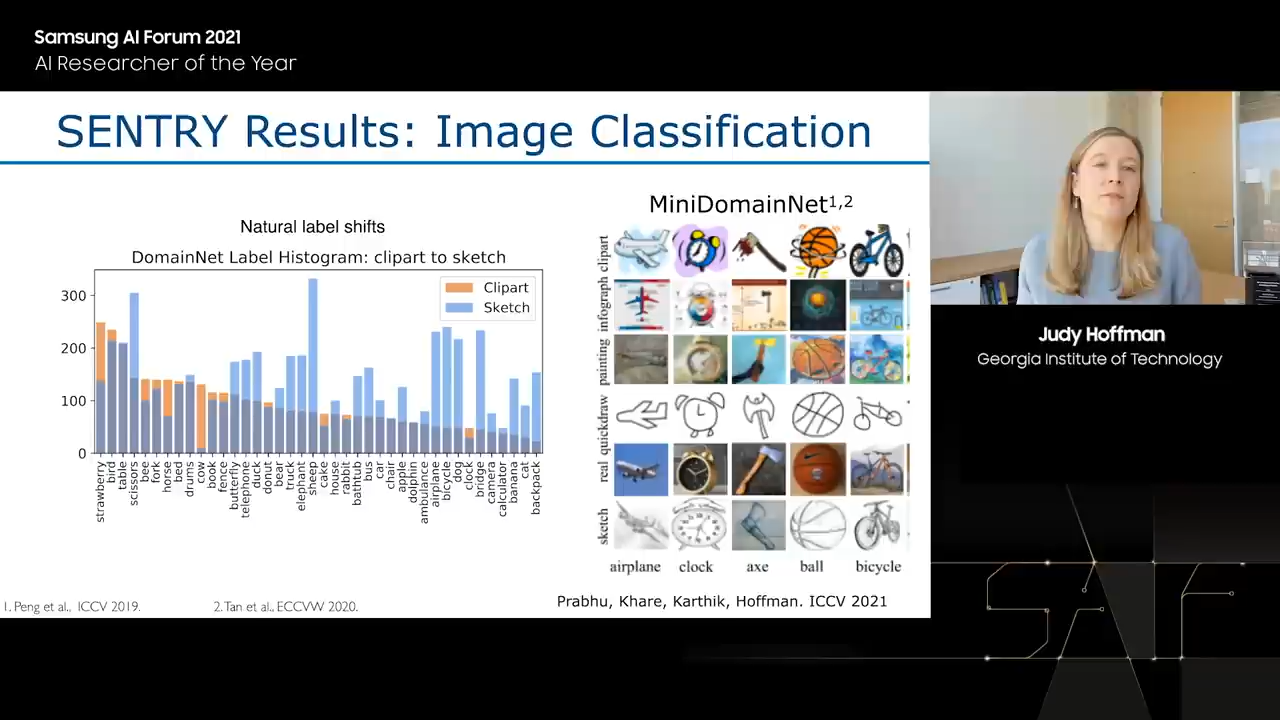 Samsung AI Forum 2021
AI Researcher of the Year
SENTRY Results: Image Classification
Natural label shifts
DomainNet Label Histogram: clipart to sketch
Clipart
Sketch
300
200
100
0
strawberry
bird
table
scissors
bee
fork
horse
bed
drums
cow
book
fence
butterfly
telephone
duck
donut
bear
truck
elephant
sheep
cake
house
rabbit
bathtub
bus
car
chair
apple
dolphin
ambulance
airplane
bicycle
dog
clock
bridge
camera
calculator
banana
cat
backpack
MiniDomainNet1,2
clipart
infograph
painting
quickdraw
real
sketch
airplane clock axe ball bicycle
1. Peng et al., ICCV 2019.
2. Tan et al., ECCVW 2020.
Prabhu, Khare, Karthik, Hoffman. ICCV 2021
Judy Hoffman
Georgia Institute of Technology
SAIF